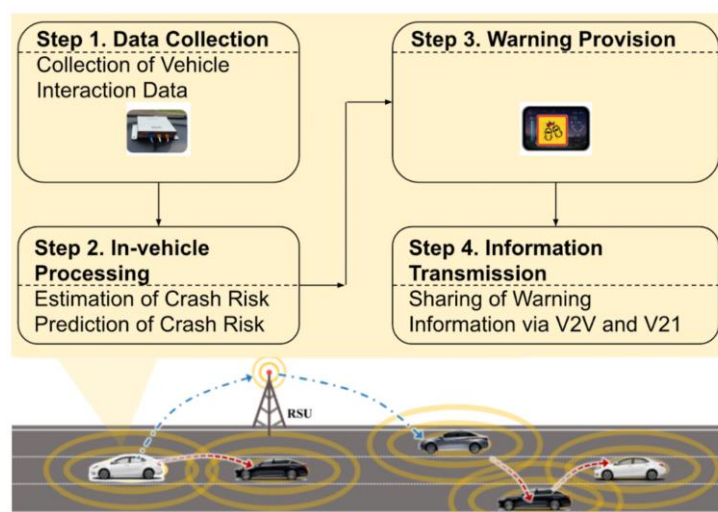 Step 1. Data Collection
Collection of Vehicle
Interaction Data
Step 2. In-vehicle
Processing
Estimation of Crash Risk
Prediction of Crash Risk
Step 3. Warning Provision
Step 4. Information
Transmission
Sharing of Warning
Information via V2V and V21
RSU